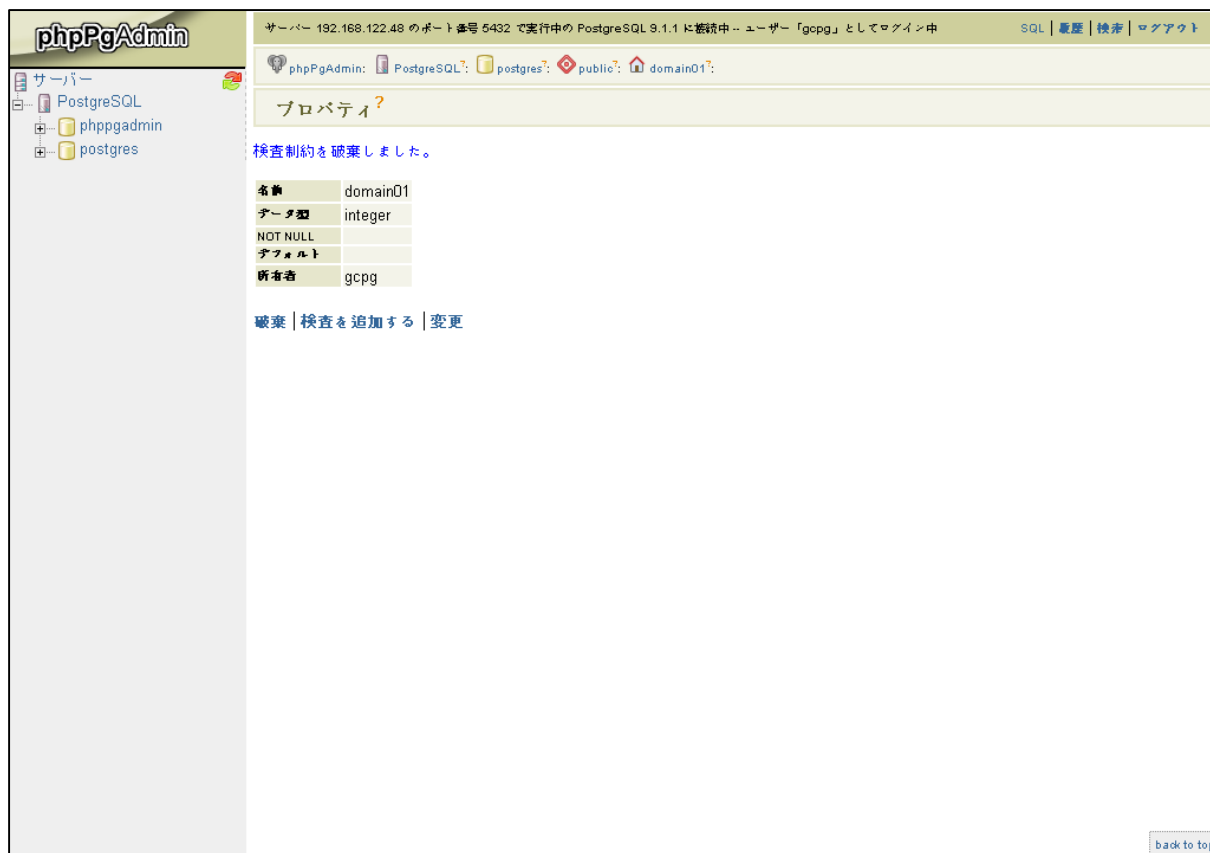 phpPgAdmin
サーバー 192.168.122.48 のポート番号 5432 で実行中の PostgreSQL 9.1.1 に接続中 -- ユーザー 「gcpg」としてログイン中
SQL | 履歴 | 検索 | ログアウト
phpPgAdmin: PostgreSQL?: postgres?: public?: domain01?:
サーバー
PostgreSQL
phppgadmin
postgres
プロパティ?
検査制約を破棄しました。
名前 domain01
データ型 integer
NOT NULL
デフォルト
所有者 gcpg
破棄 | 検査を追加する | 変更
back to top